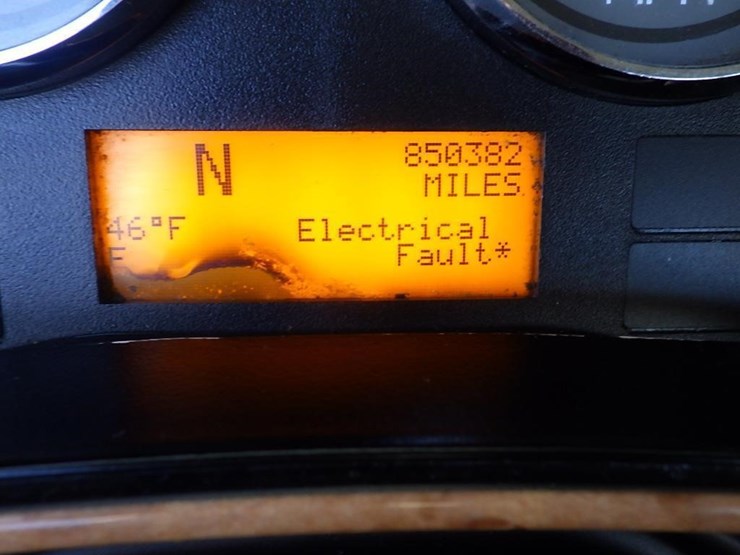 N
850382
MILES
46°F
Electrical
F
Fault*